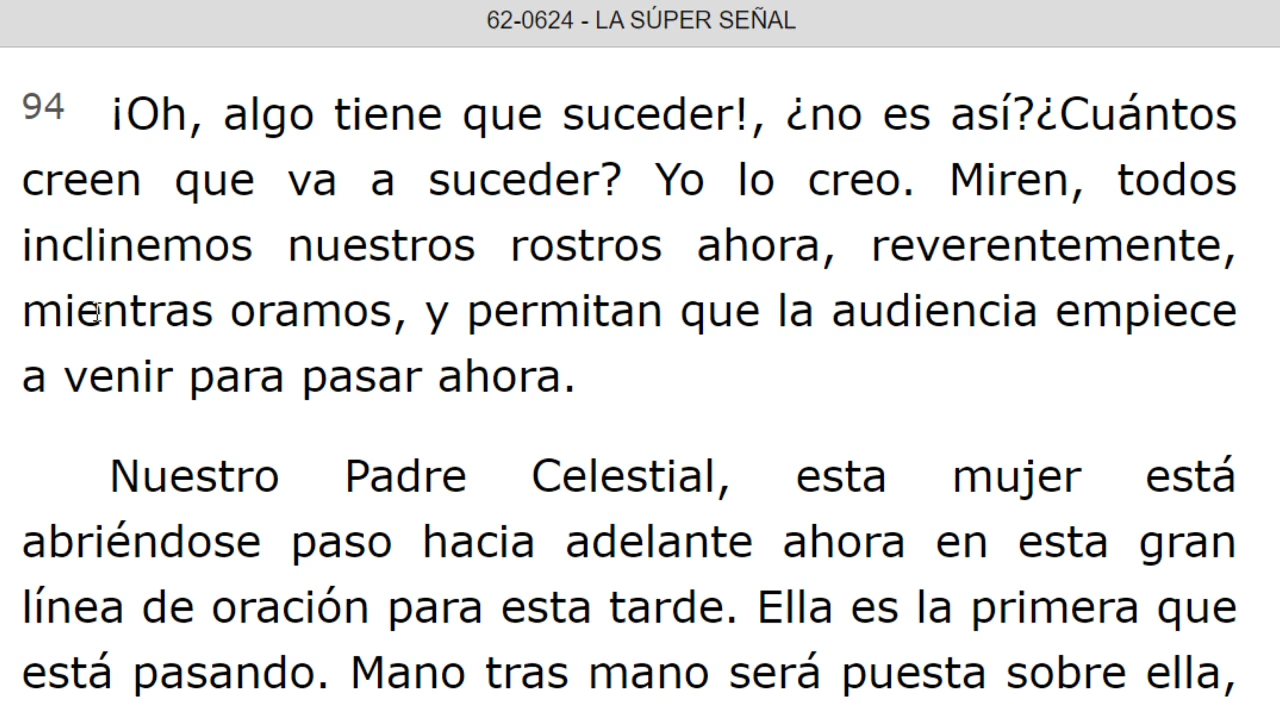 62-0624 - LA SÚPER SEÑAL
94 ¡Oh, algo tiene que suceder!, ¿no es así?¿Cuántos
creen que va a suceder? Yo lo creo. Miren, todos
inclinemos nuestros rostros ahora, reverentemente,
mientras oramos, y permitan que la audiencia empiece
a venir para pasar ahora.
Nuestro Padre Celestial, esta mujer está
abriéndose paso hacia adelante ahora en esta gran
línea de oración para esta tarde. Ella es la primera que
está pasando. Mano tras mano será puesta sobre ella,